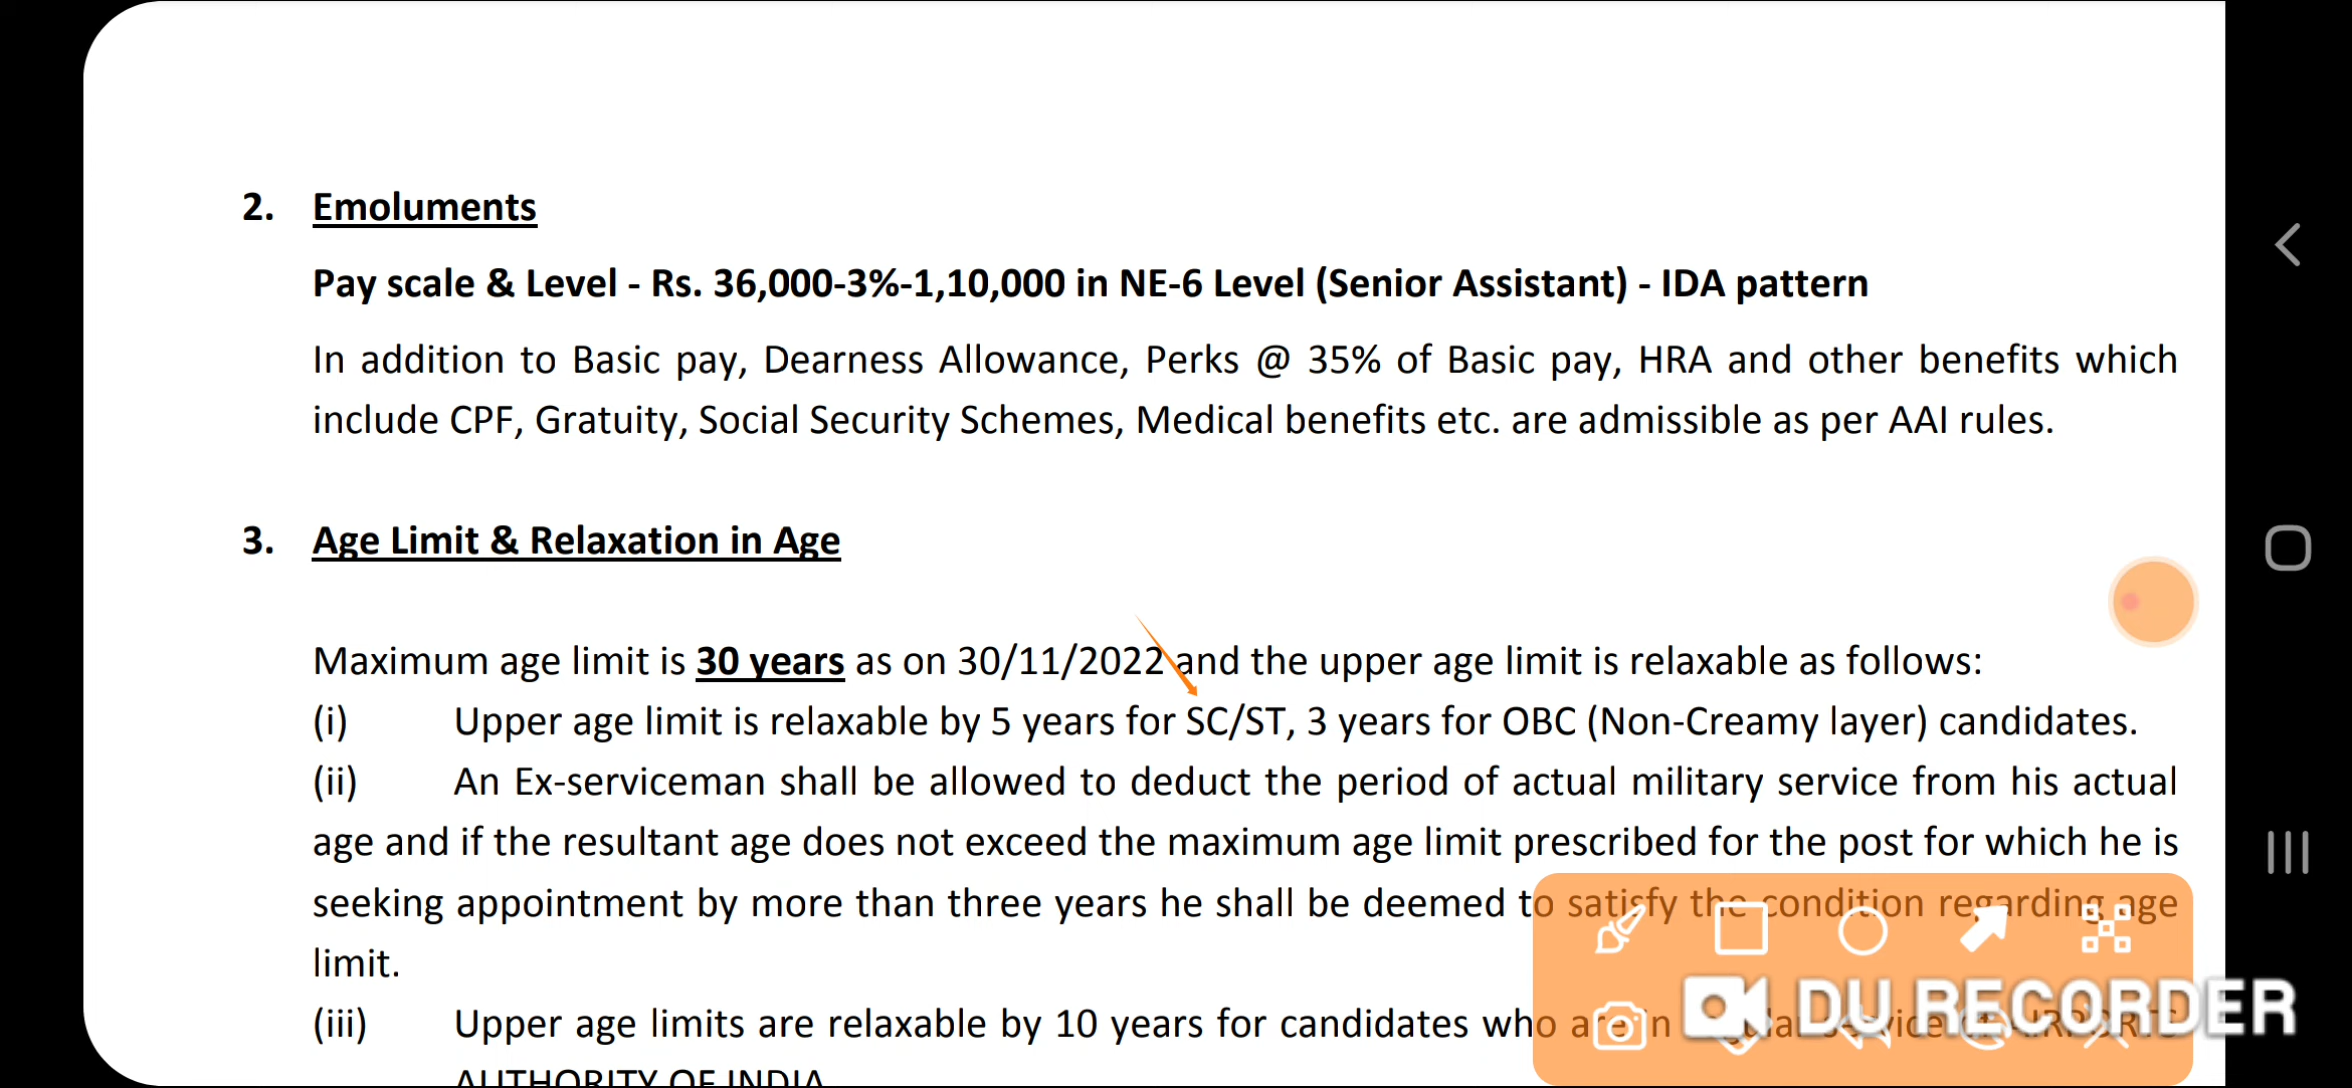 2. Emoluments
Pay scale & Level - Rs. 36,000-3%-1,10,000 in NE-6 Level (Senior Assistant) - IDA pattern
In addition to Basic pay, Dearness Allowance, Perks @ 35% of Basic pay, HRA and other benefits which
include CPF, Gratuity, Social Security Schemes, Medical benefits etc. are admissible as per AAI rules.
3. Age Limit & Relaxation in Age
Maximum age limit is 30 years as on 30/11/2022 and the upper age limit is relaxable as follows:
(i) Upper age limit is relaxable by 5 years for SC/ST, 3 years for OBC (Non-Creamy layer) candidates.
(ii) An Ex-serviceman shall be allowed to deduct the period of actual military service from his actual
age and if the resultant age does not exceed the maximum age limit prescribed for the post for which he is
seeking appointment by more than three years he shall be deemed to satisfy the condition regarding age
limit.
(iii) Upper age limits are relaxable by 10 years for candidates who are in
DU RECORDER
AUTHORITY OF INDIA